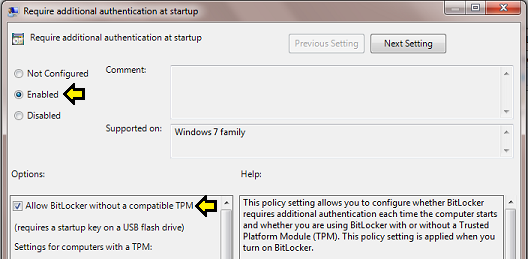 Require additional authentication at startup
Require additional authentication at startup
Previous Setting
Next Setting
Not Configured
Comment:
Enabled
Disabled
Supported on:
Windows 7 family
Options:
Help:
Allow BitLocker without a compatible TPM
(requires a startup key on a USB flash drive)
Settings for computers with a TPM:
This policy setting allows you to configure whether BitLocker
requires additional authentication each time the computer starts
and whether you are using BitLocker with or without a Trusted
Platform Module (TPM). This policy setting is applied when you
turn on BitLocker.